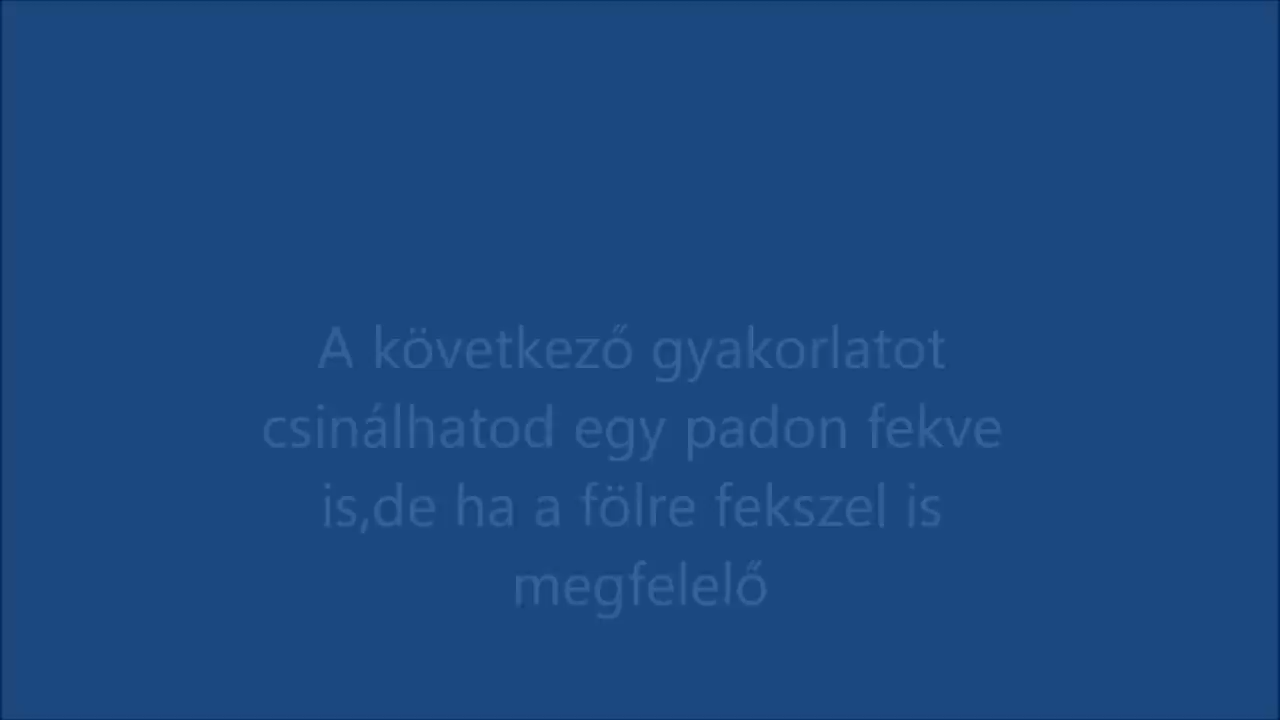 A következő gyakorlatot
csinálhatod egy padon fekve
is,de ha a fölre fekszel is
megfelelő